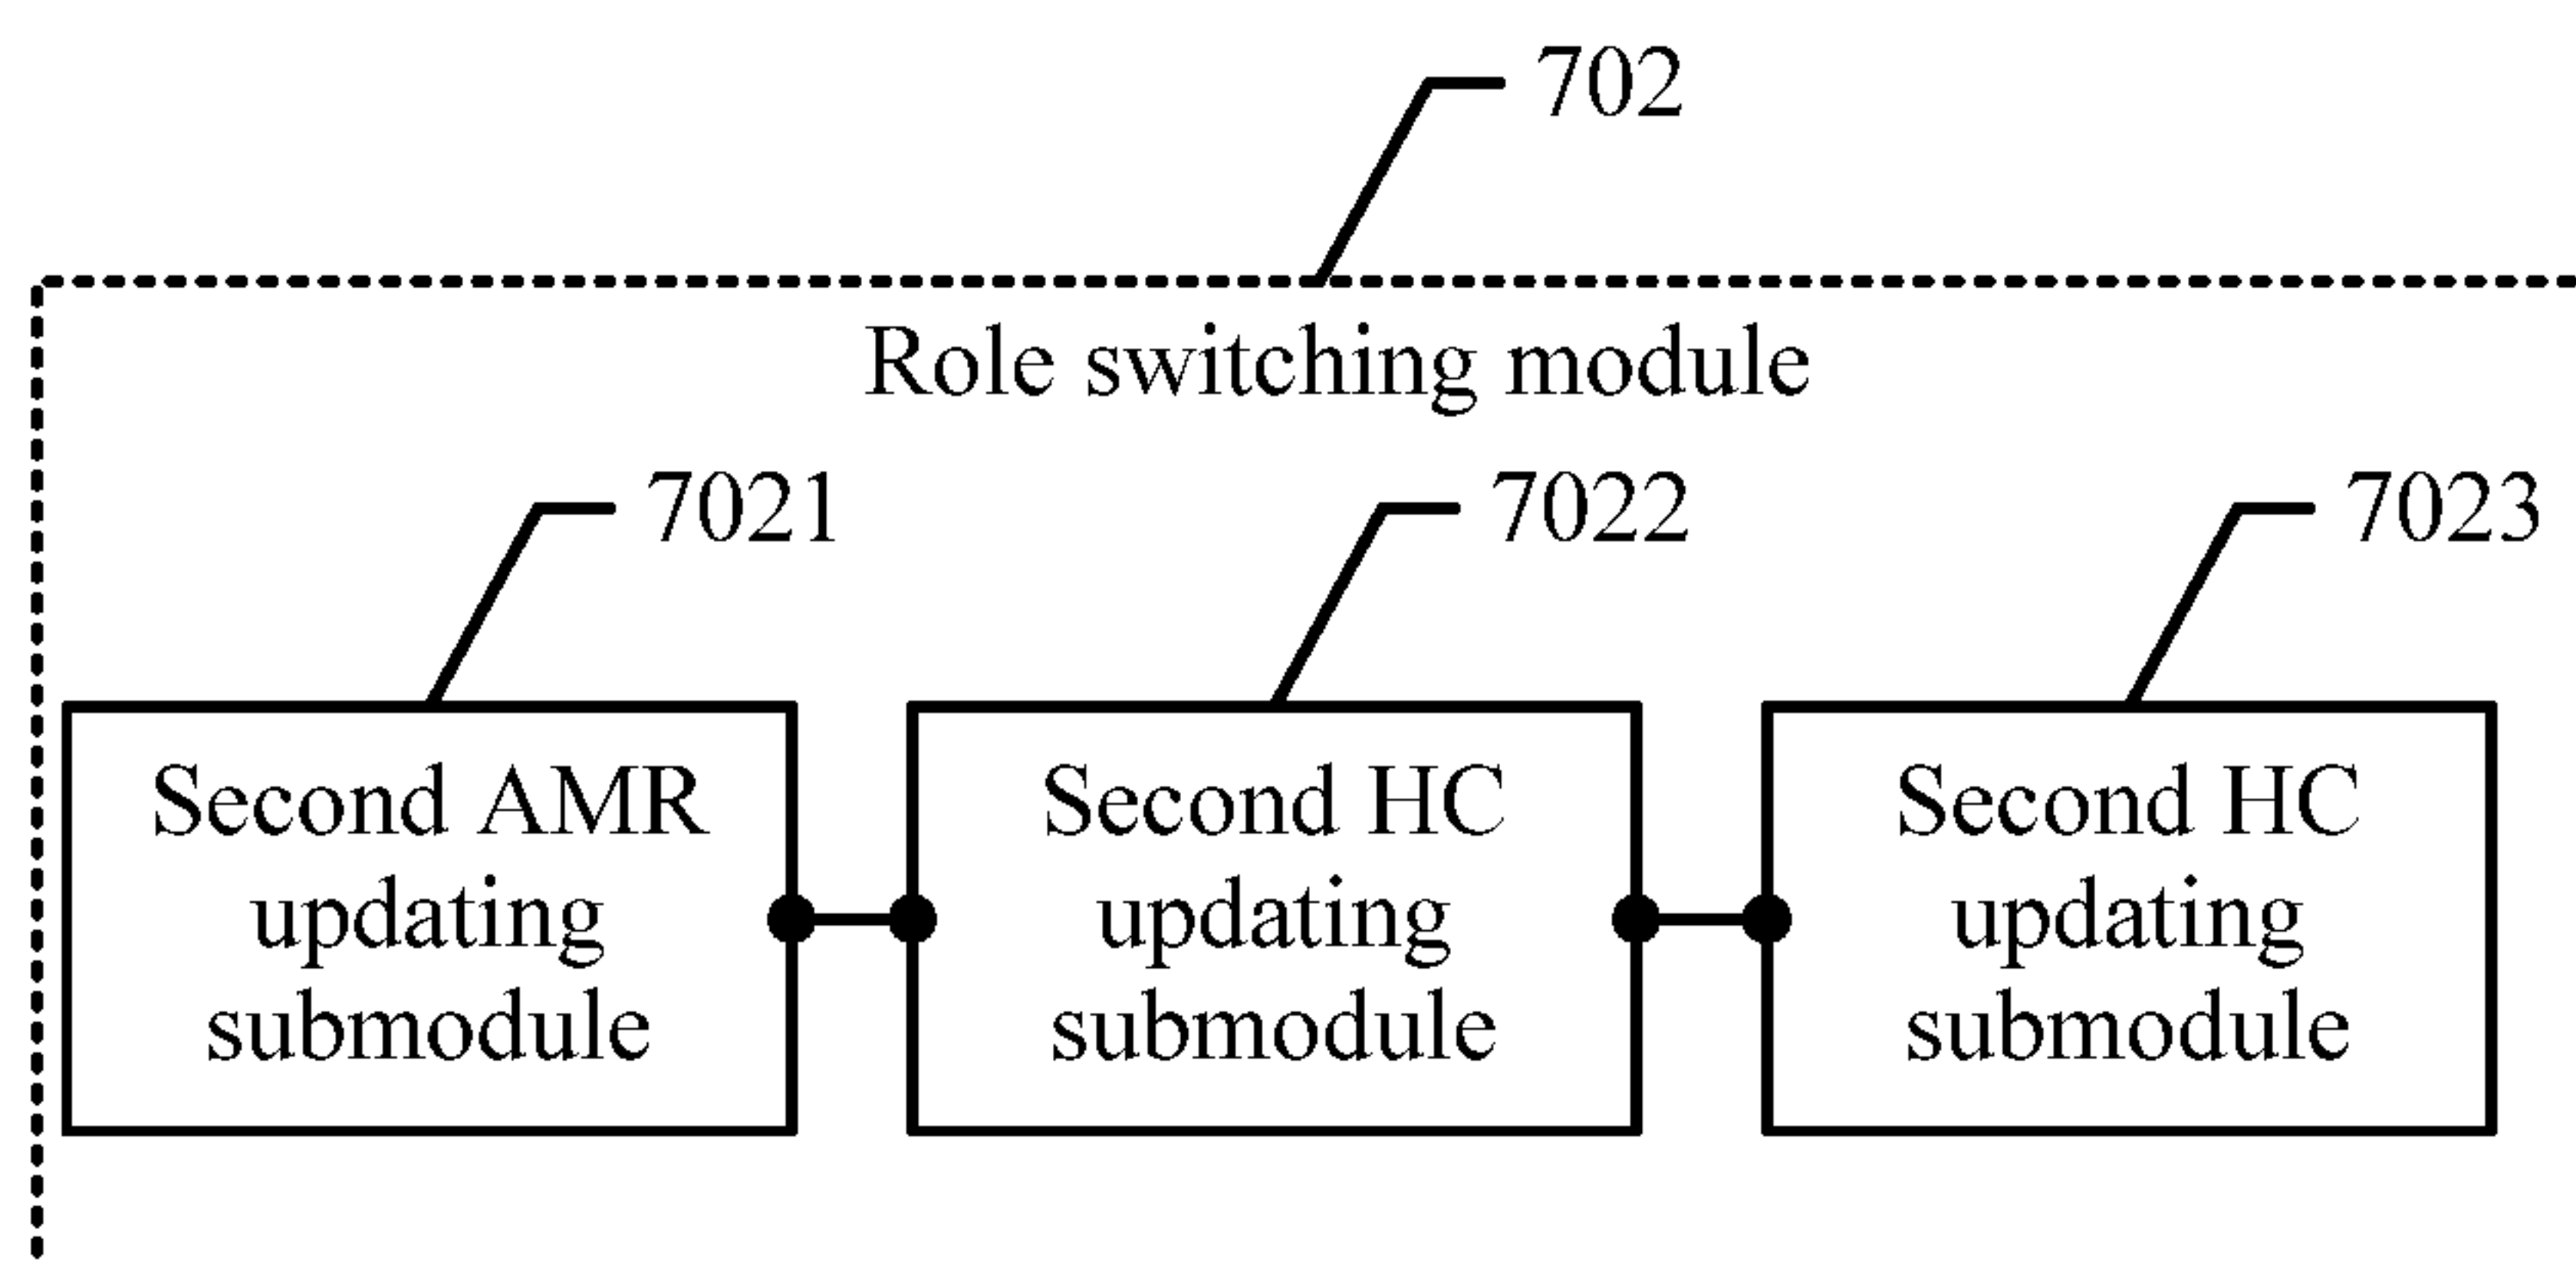 702
Role switching module
7021
7022
7023
Second AMR
updating
submodule
Second HC
updating
submodule
Second HC
updating
submodule